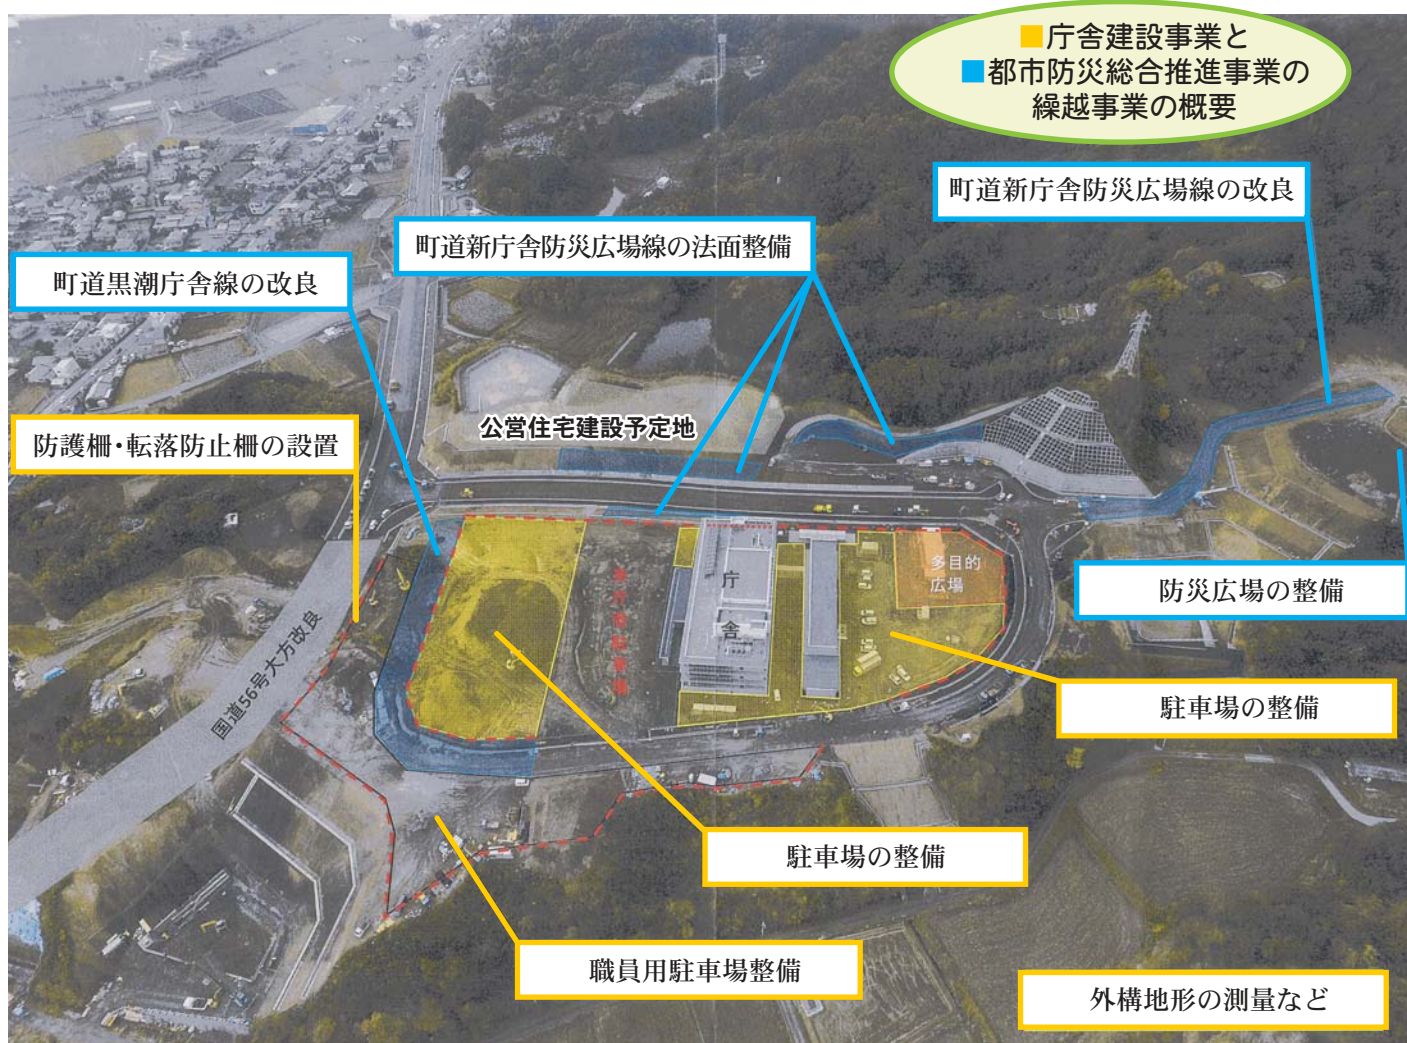 ■庁舎建設事業と
■都市防災総合推進事業の
繰越事業の概要
町道新庁舎防災広場線の改良
町道新庁舎防災広場線の法面整備
町道黒潮庁舎線の改良
公営住宅建設予定地
防護柵・転落防止柵の設置
多目的
広場
庁
舎
防災広場の整備
国道56号大方改良
駐車場の整備
駐車場の整備
職員用駐車場整備
外構地形の測量など